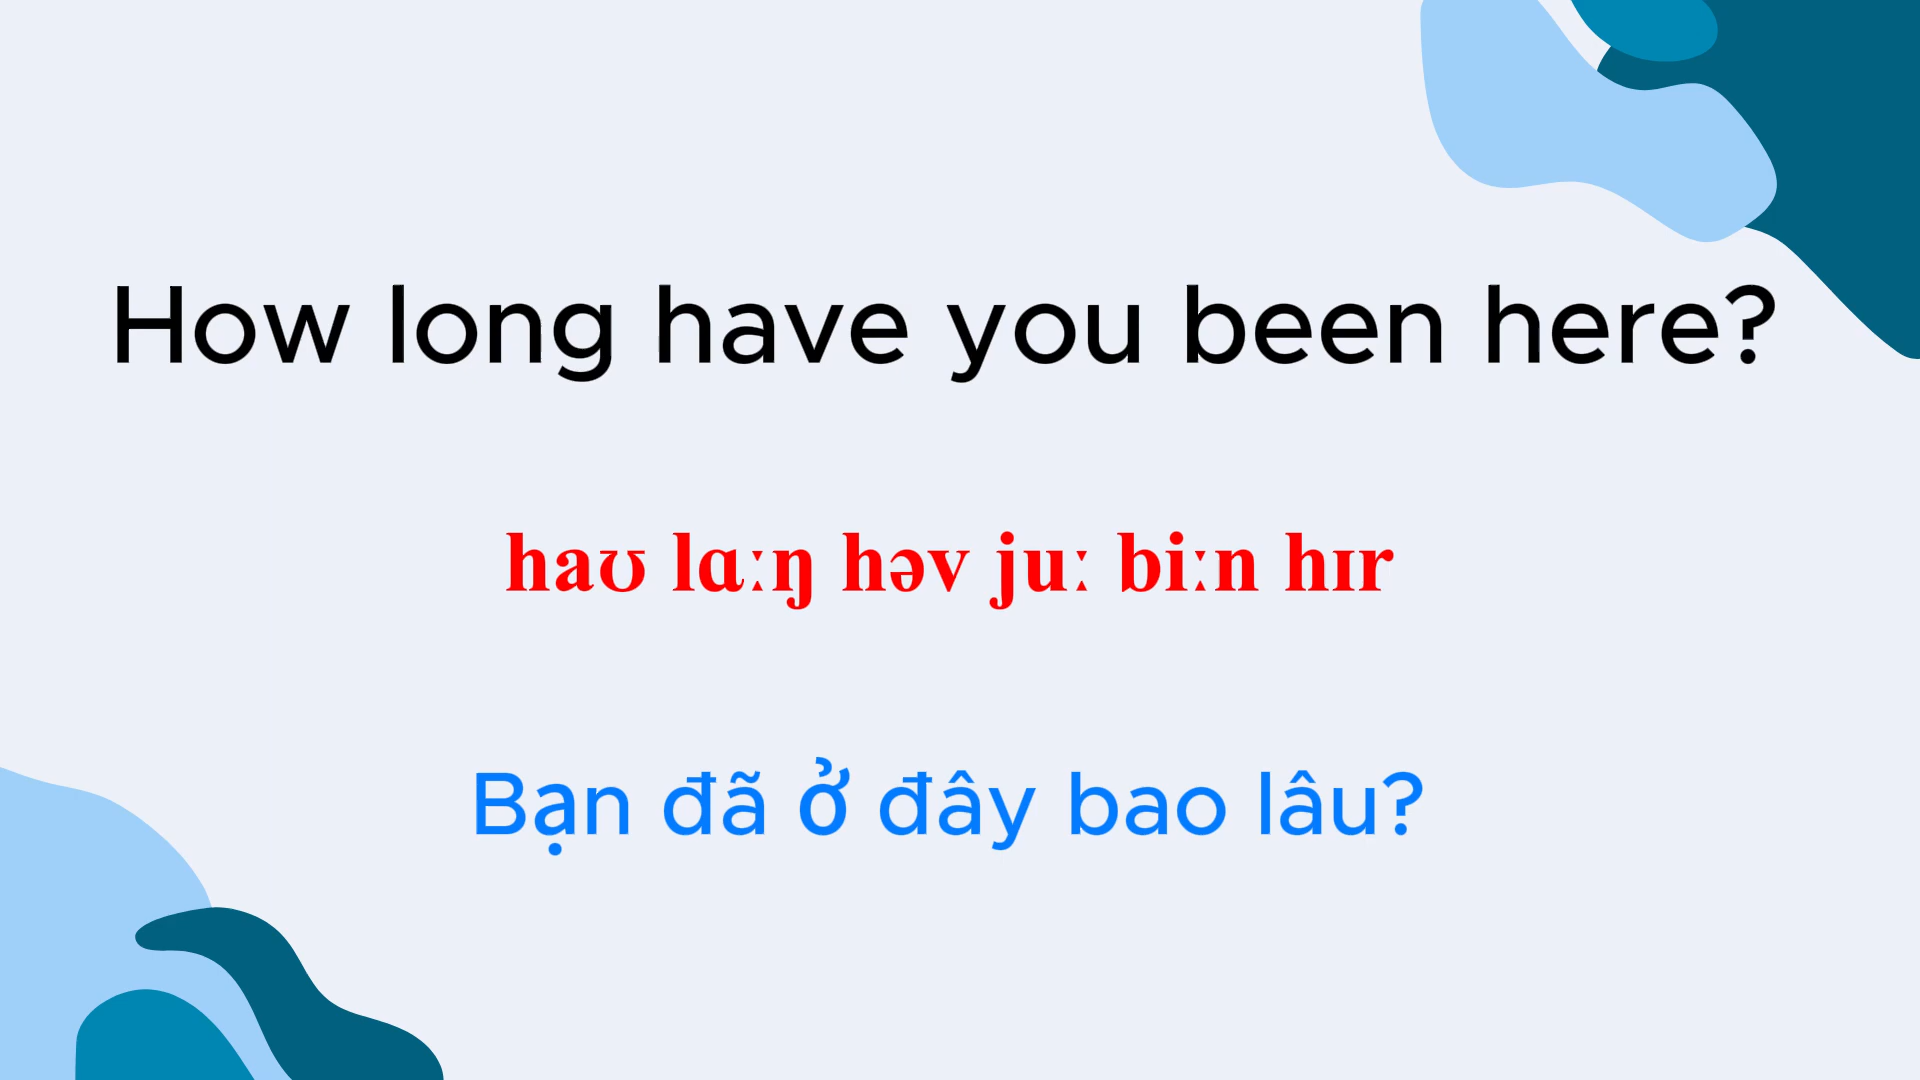 How long have you been here?
haʊ lɑːŋ həv juː biːn hɪr
Bạn đã ở đây bao lâu?